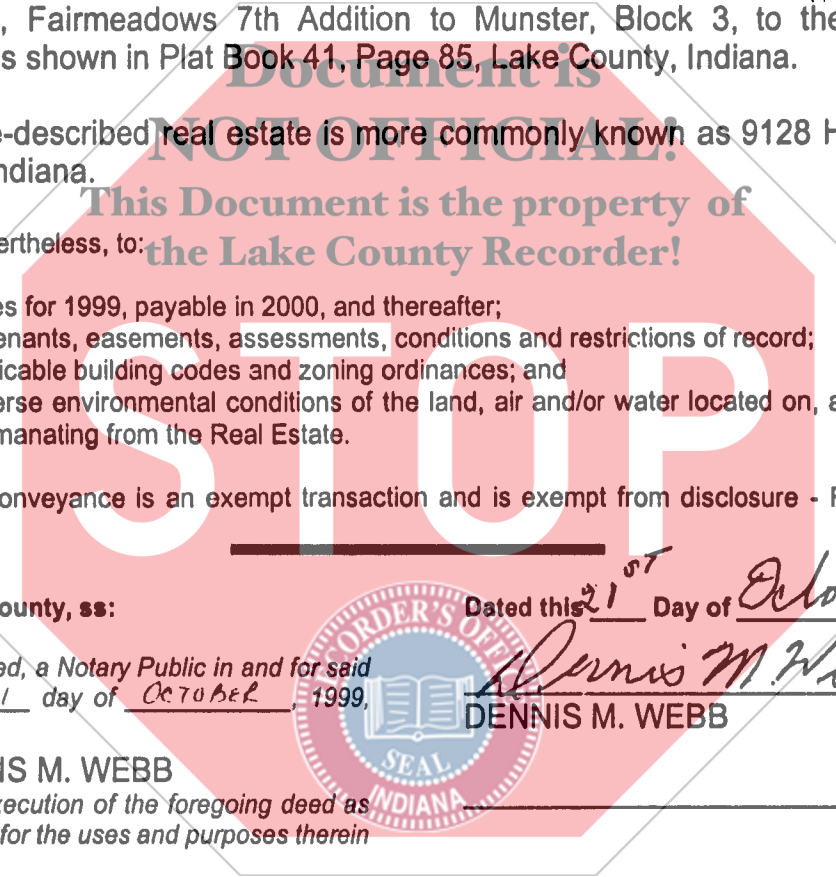 , Fairmeadows 7th Addition to Munster, Block 3, to the
s shown in Plat Book 41, Page 85, Lake County, Indiana.
Document is
e-described real estate is more commonly known as 9128 H
NOT OFFICIAL!
ndiana.
This Document is the property of
ertheless, to:
the Lake County Recorder!
es for 1999, payable in 2000, and thereafter;
enants, easements, assessments, conditions and restrictions of record;
icable building codes and zoning ordinances; and
erse environmental conditions of the land, air and/or water located on, a
manating from the Real Estate.
STOP
onveyance is an exempt transaction and is exempt from disclosure - F
ounty, ss:
Dated this 21ST Day of Octo
ed, a Notary Public in and for said
1 day of OCTOBER, 1999,
Dennis M. We
DENNIS M. WEBB
IS M. WEBB
xecution of the foregoing deed as
for the uses and purposes therein
CORDER'S OFFI
SEAL
INDIANA